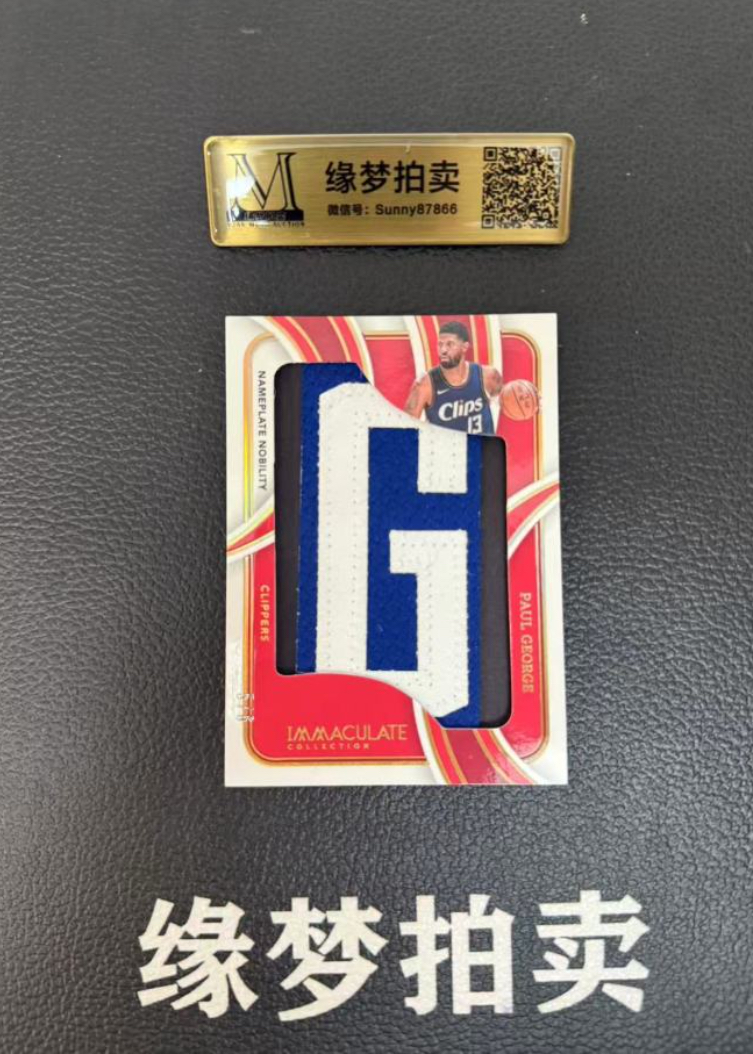 M
缘梦拍卖
微信号：Sunny87866
NAMEPLATE NOBILITY
Clips
13
G
CLIPPERS
PAUL GEORGE
IMMACULATE
COLLECTION
缘梦拍卖